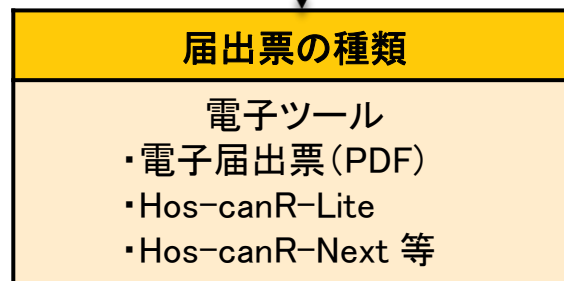 届出票の種類
電子ツール
・電子届出票(PDF)
・Hos-canR-Lite
・Hos-canR-Next 等